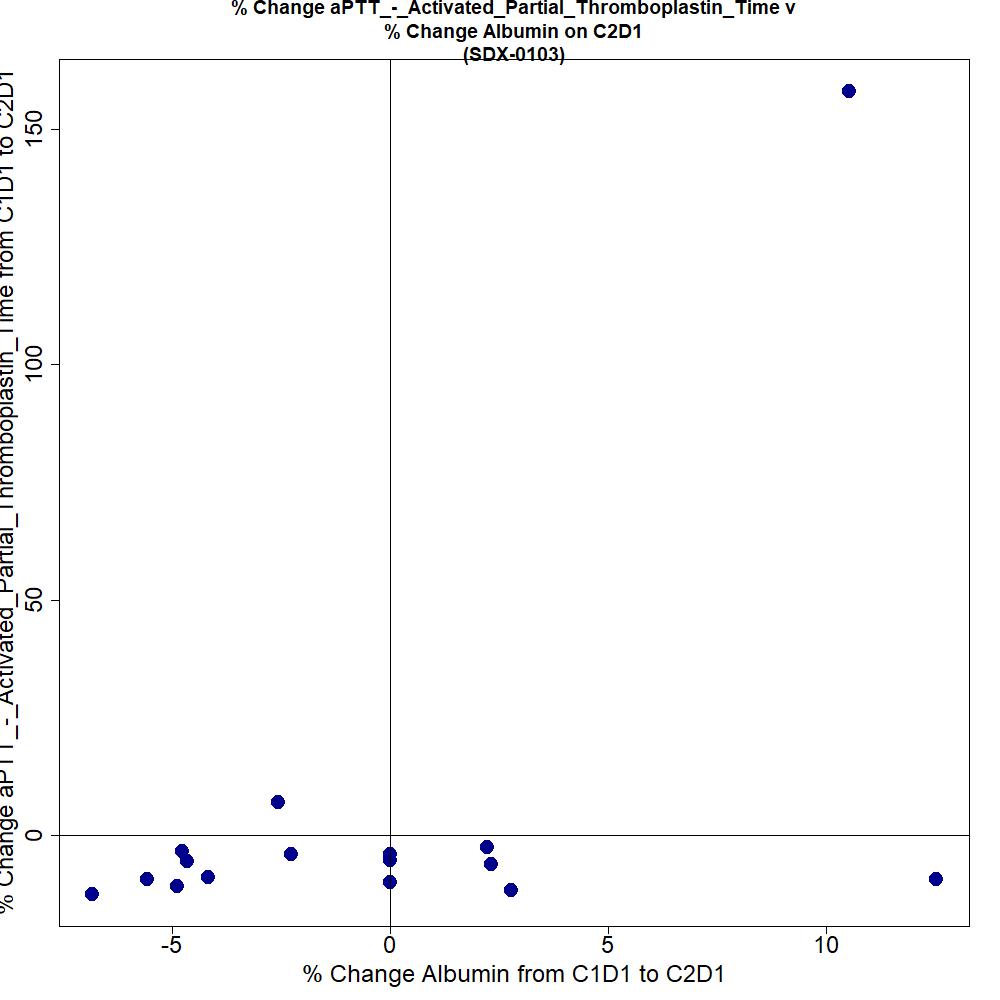 % Change aPTT_-_Activated_Partial_Thromboplastin_Time v
% Change Albumin on C2D1
(SDX-0103)
% Change aPTT_-_Activated_Partial_Thromboplastin_Time from C1D1 to C2D1
150
100
50
0
-5
0
5
10
% Change Albumin from C1D1 to C2D1